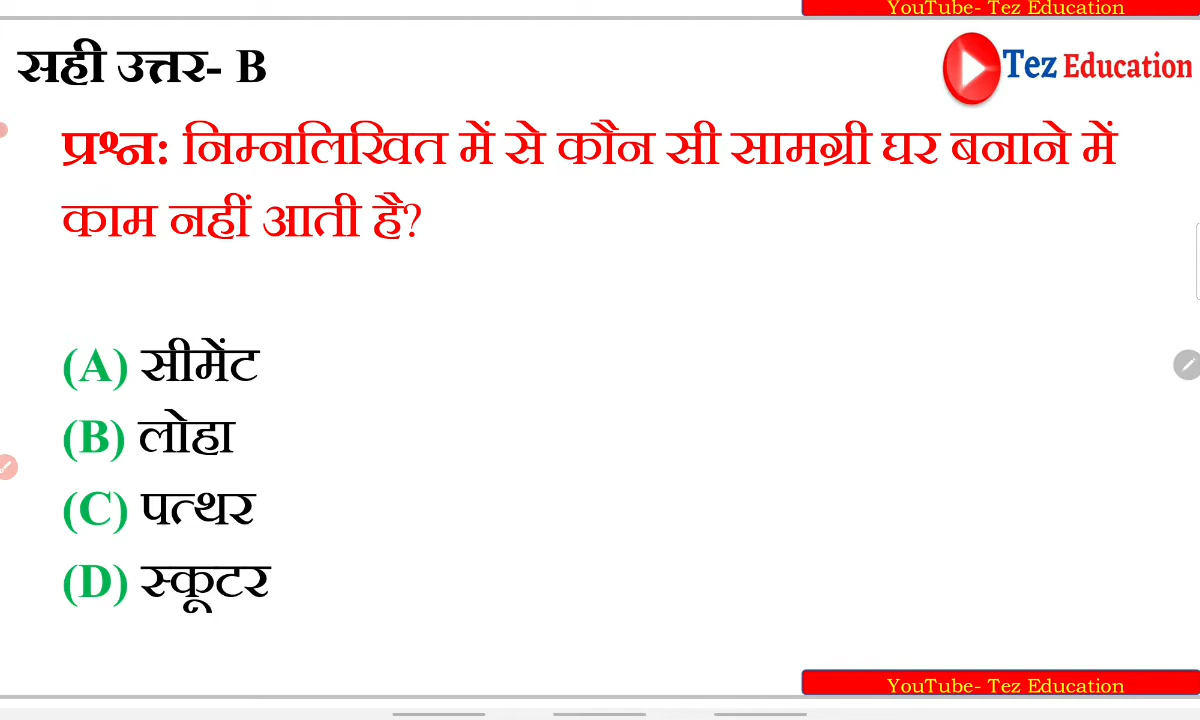 YouTube- Tez Education
सही उत्तर- B
Tez Education
प्रश्न: निम्नलिखित में से कौन सी सामग्री घर बनाने में
काम नहीं आती है?
(A) सीमेंट
(B) लोहा
(C) पत्थर
(D) स्कूटर
YouTube- Tez Education